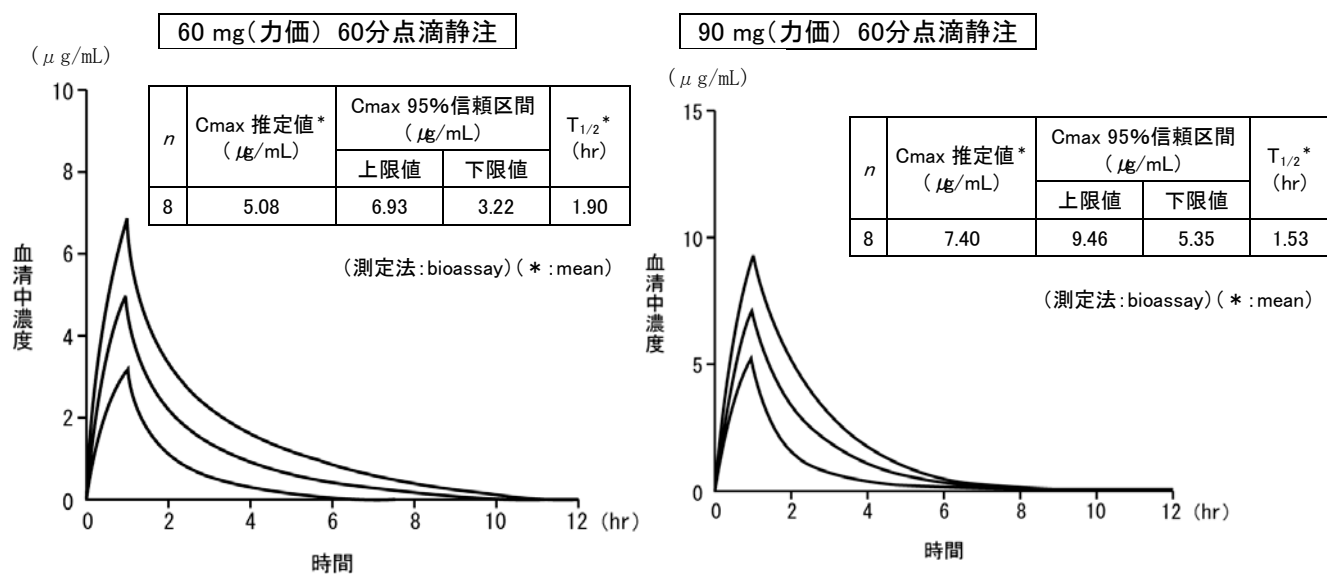 60 mg(力価) 60分点滴静注
(μg/mL)
n
Cmax 推定値*
(μg/mL)
Cmax 95%信頼区間
(μg/mL)
上限値
下限値
T1/2*
(hr)
8
5.08
6.93
3.22
1.90
(測定法:bioassay)(*:mean)
血清中濃度
10
8
6
4
2
0
0 2 4 6 8 10 12 (hr)
時間
90 mg(力価) 60分点滴静注
(μg/mL)
n
Cmax 推定値*
(μg/mL)
Cmax 95%信頼区間
(μg/mL)
上限値
下限値
T1/2*
(hr)
8
7.40
9.46
5.35
1.53
(測定法:bioassay)(*:mean)
血清中濃度
15
10
5
0
0 2 4 6 8 10 12 (hr)
時間